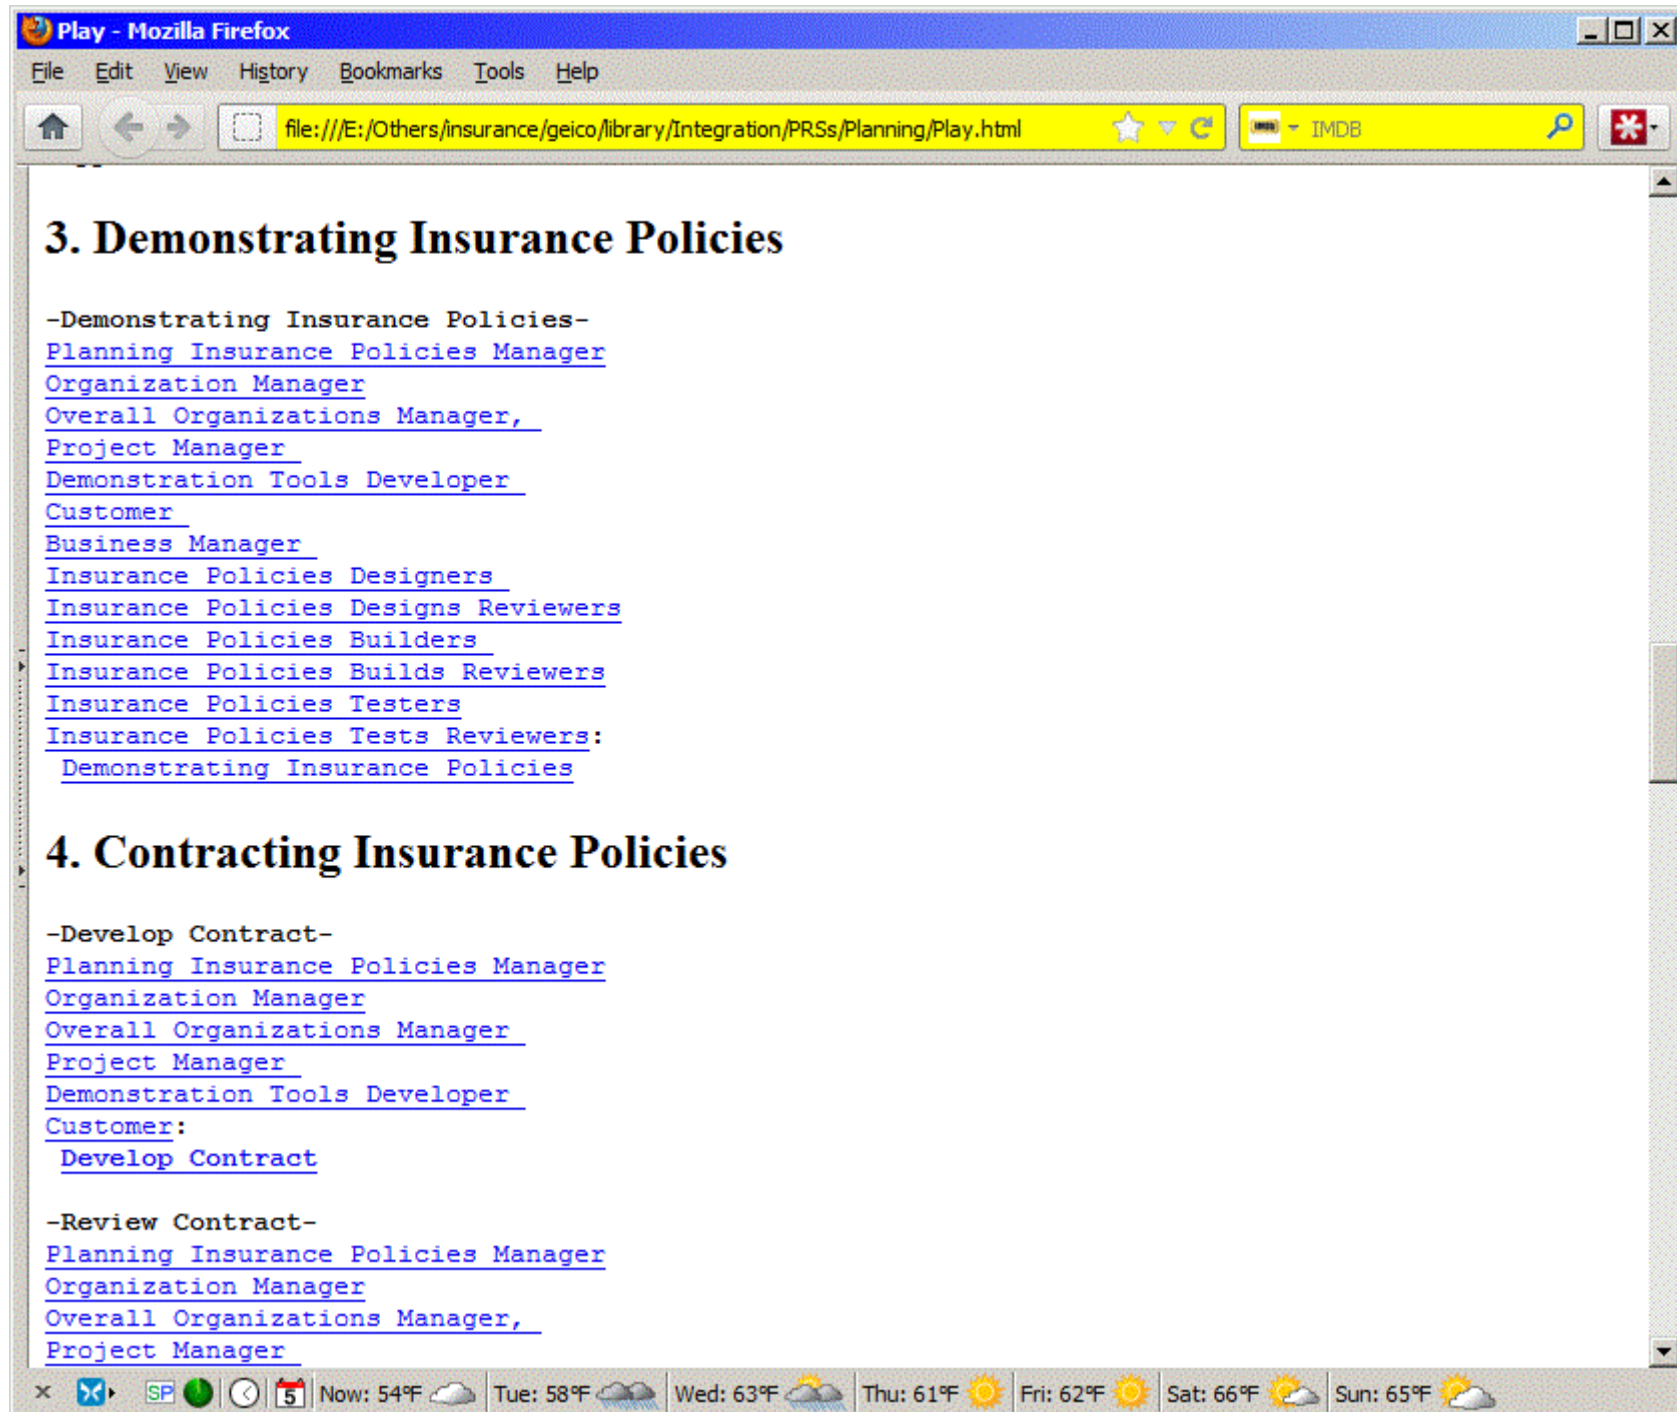 Play - Mozilla Firefox
File Edit View History Bookmarks Tools Help
file:///E:/Others/insurance/geico/library/Integration/PRSs/Planning/Play.html IMDB
3. Demonstrating Insurance Policies
-Demonstrating Insurance Policies-
Planning Insurance Policies Manager
Organization Manager
Overall Organizations Manager,
Project Manager
Demonstration Tools Developer
Customer
Business Manager
Insurance Policies Designers
Insurance Policies Designs Reviewers
Insurance Policies Builders
Insurance Policies Builds Reviewers
Insurance Policies Testers
Insurance Policies Tests Reviewers:
Demonstrating Insurance Policies
4. Contracting Insurance Policies
-Develop Contract-
Planning Insurance Policies Manager
Organization Manager
Overall Organizations Manager
Project Manager
Demonstration Tools Developer
Customer:
Develop Contract
-Review Contract-
Planning Insurance Policies Manager
Organization Manager
Overall Organizations Manager,
Project Manager
SP 5 Now: 54°F Tue: 58°F Wed: 63°F Thu: 61°F Fri: 62°F Sat: 66°F Sun: 65°F